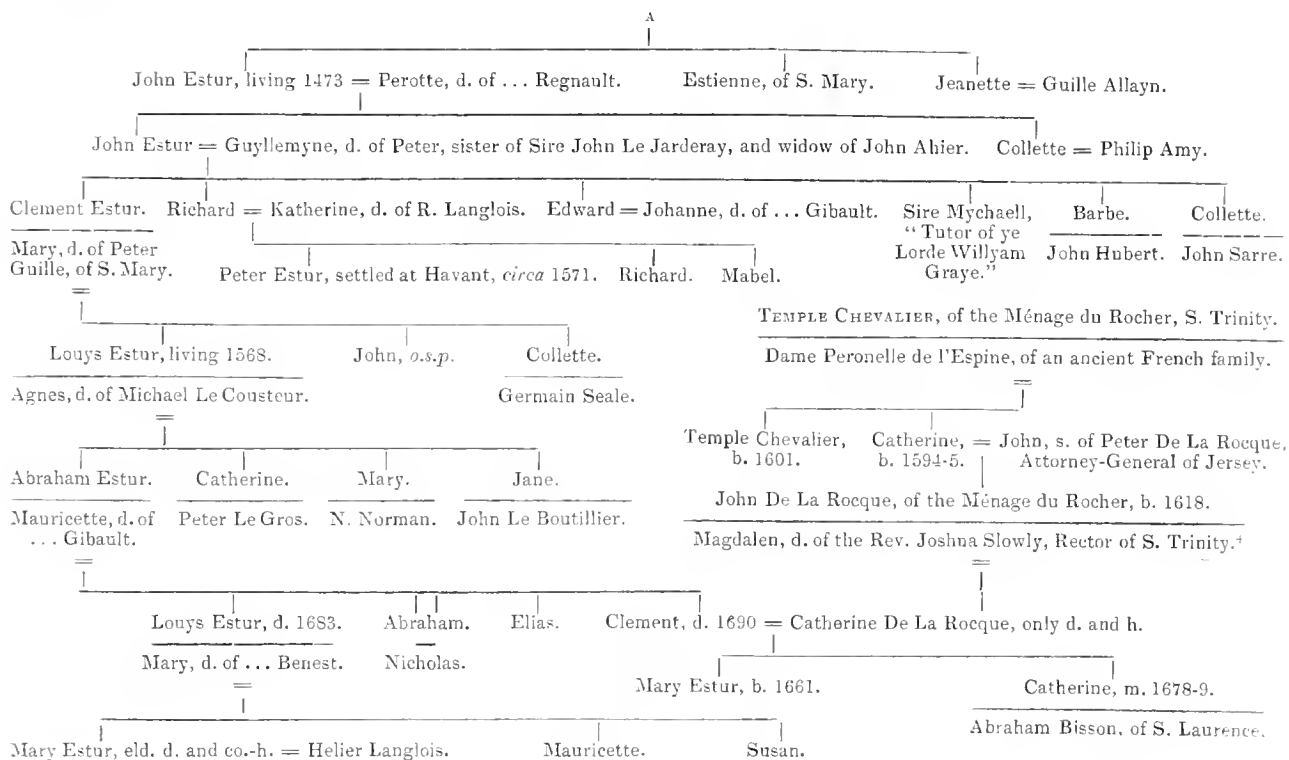 A
John Estur, living 1473 = Perotte, d. of ... Regnault. Estienne, of S. Mary. Jeanette = Guille Allayn.
John Estur = Guyllemyne, d. of Peter, sister of Sire John Le Jarderay, and widow of John Ahier. Collette = Philip Amy.
Clement Estur. Richard = Katherine, d. of R. Langlois. Edward = Johanne, d. of ... Gibault. Sire Mychaell, Barbe. Collette.
Mary, d. of Peter "Tutor of ye
Guille, of S. Mary. Lorde Willyam John Hubert. John Sarre.
Peter Estur, settled at Havant, circa 1571. Richard. Mabel. Graye."
=
TEMPLE CHEVALIER, of the Ménage du Rocher, S. Trinity.
Louys Estur, living 1568. John, o.s.p. Collette.
Dame Peronelle de l'Espine, of an ancient French family.
Agnes, d. of Michael Le Cousteur. Germain Seale.
= =
Temple Chevalier, Catherine, = John, s. of Peter De La Rocque,
b. 1601. b. 1594-5. Attorney-General of Jersey.
Abraham Estur. Catherine. Mary. Jane.
John De La Rocque, of the Ménage du Rocher, b. 1618.
Mauricette, d. of Peter Le Gros. N. Norman. John Le Boutillier.
... Gibault.
Magdalen, d. of the Rev. Joshua Slowly, Rector of S. Trinity.+
= =
Louys Estur, d. 1683. Abraham. Elias. Clement, d. 1690 = Catherine De La Rocque, only d. and h.
Mary, d. of ... Benest. Nicholas.
=
Mary Estur, b. 1661. Catherine, m. 1678-9.
Abraham Bisson, of S. Laurence.
Mary Estur, eld. d. and co.-h. = Helier Langlois. Mauricette. Susan.